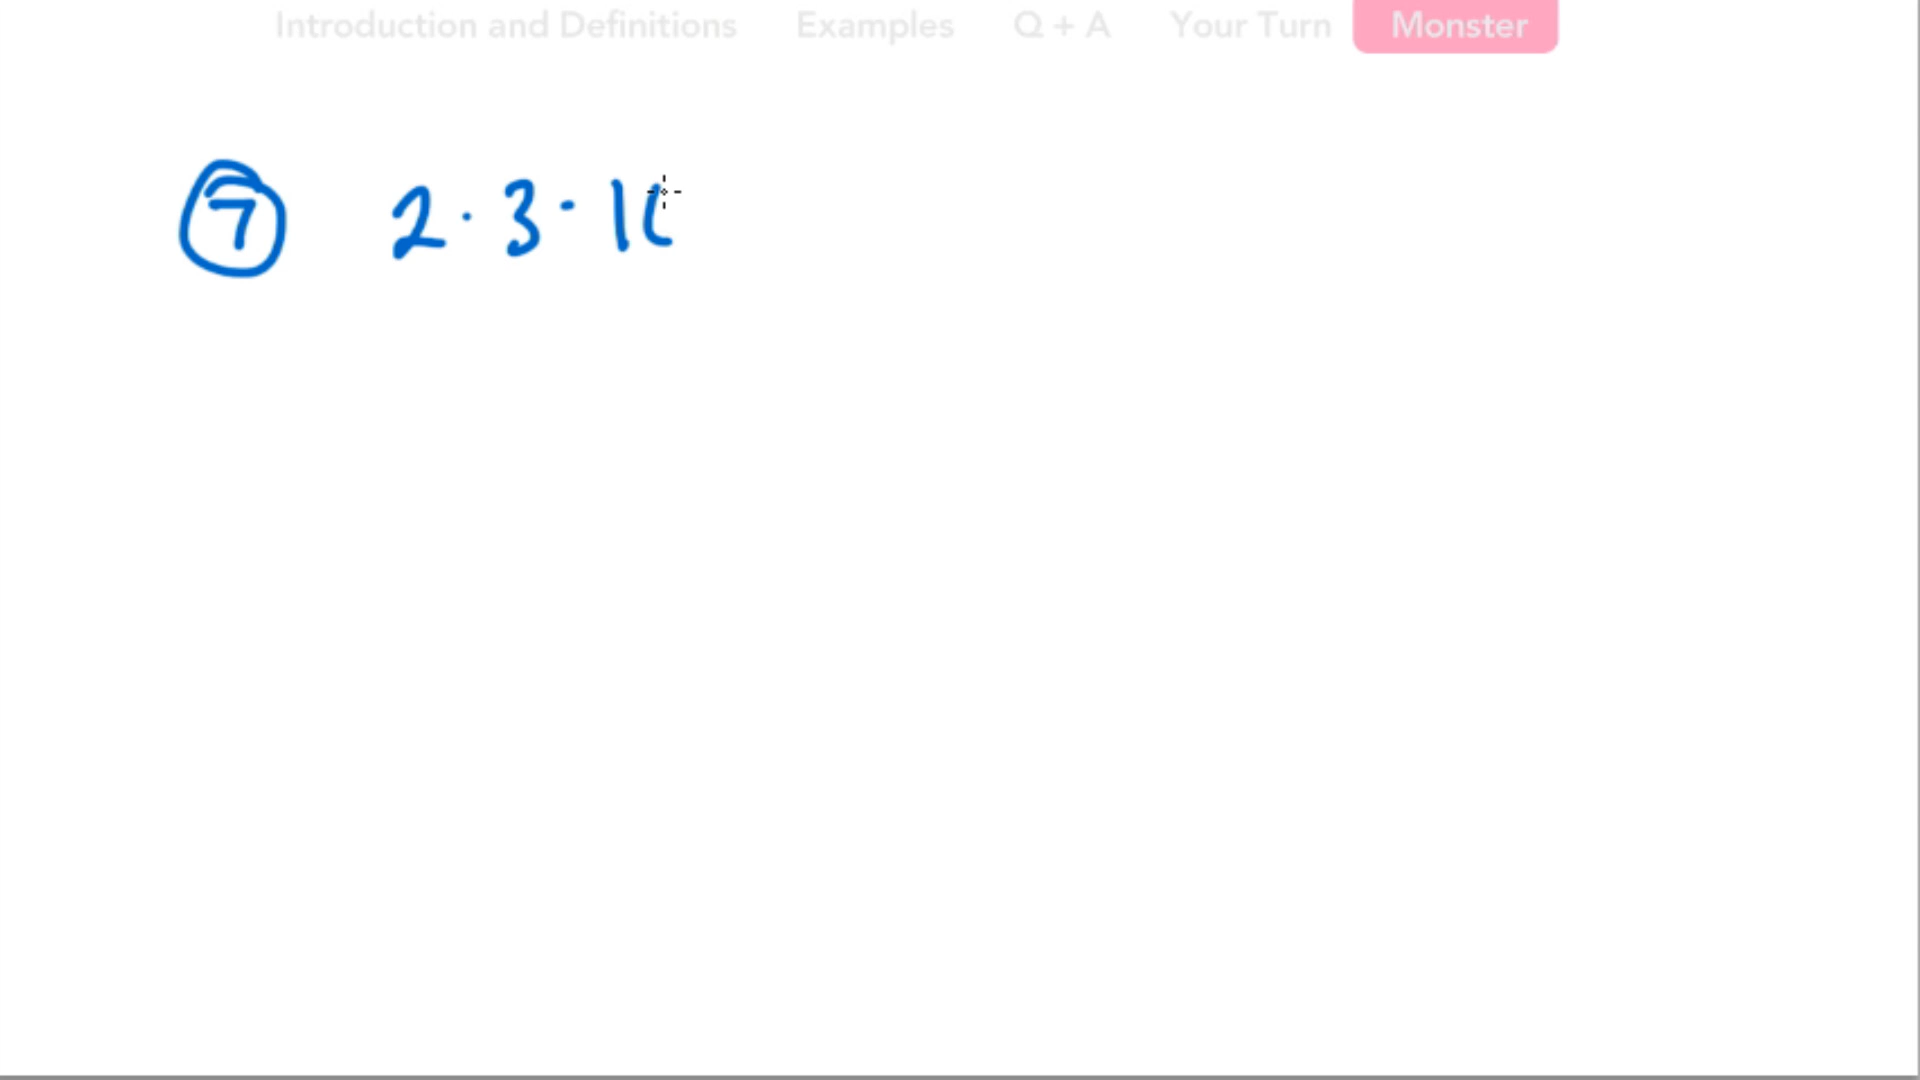 Introduction and Definitions Examples Q + A Your Turn Monster
7 2 · 3 · 1